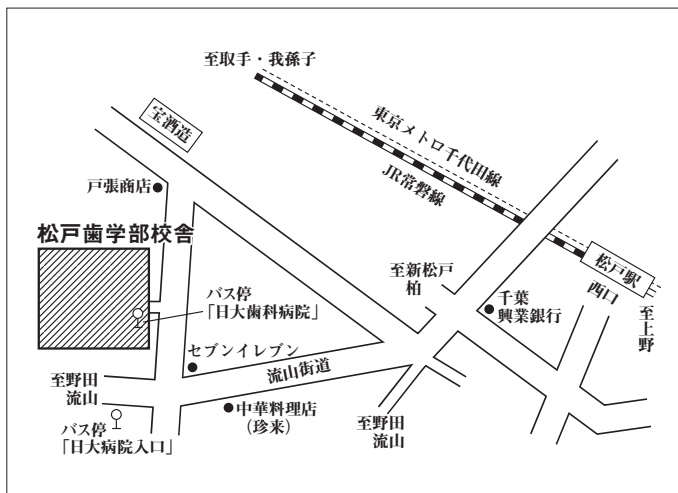 至取手・我孫子
東京メトロ千代田線
JR常磐線
宝酒造
戸張商店
松戸歯学部校舎
バス停
「日大歯科病院」
至新松戸
柏
松戸駅
西口
至上野
千葉
興業銀行
セブンイレブン
流山街道
至野田
流山
中華料理店
（珍来）
至野田
流山
バス停
「日大病院入口」